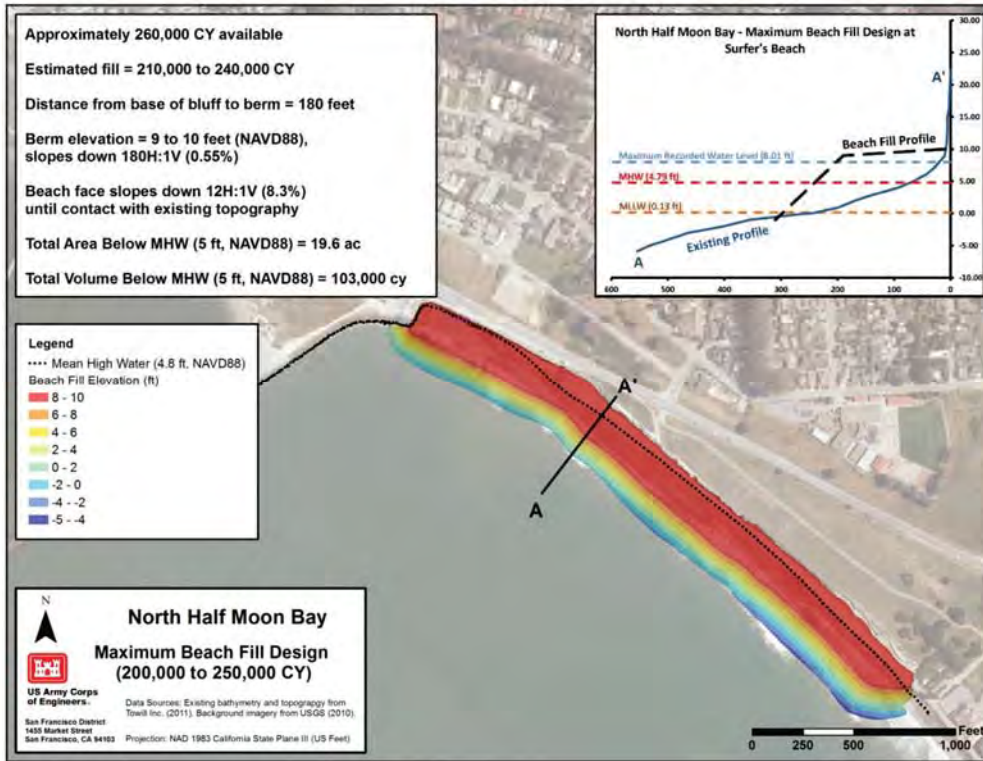 Approximately 260,000 CY available
Estimated fill = 210,000 to 240,000 CY
Distance from base of bluff to berm = 180 feet
Berm elevation = 9 to 10 feet (NAVD88),
slopes down 180H:1V (0.55%)
Beach face slopes down 12H:1V (8.3%)
until contact with existing topography
Total Area Below MHW (5 ft, NAVD88) = 19.6 ac
Total Volume Below MHW (5 ft, NAVD88) = 103,000 cy
North Half Moon Bay - Maximum Beach Fill Design at
Surfer's Beach
30.00
25.00
A'
20.00
15.00
Beach Fill Profile
10.00
Maximum Recorded Water Level (8.01 ft)
MHW (4.79 ft)
5.00
MLLW (0.13 ft)
0.00
Existing Profile
-5.00
A
-10.00
600 500 400 300 200 100 0
Legend
Mean High Water (4.8 ft. NAVD88)
Beach Fill Elevation (ft)
8 - 10
6 - 8
4 - 6
2 - 4
0 - 2
-2 - 0
-4 - -2
-5 - -4
A'
A
N
North Half Moon Bay
Maximum Beach Fill Design
(200,000 to 250,000 CY)
US Army Corps
of Engineers
San Francisco District
1455 Market Street
San Francisco, CA 94103
Data Sources: Existing bathymetry and topograpgy from
Towill Inc. (2011). Background imagery from USGS (2010).
Projection: NAD 1983 California State Plane III (US Feet)
Feet
0 250 500 1,000